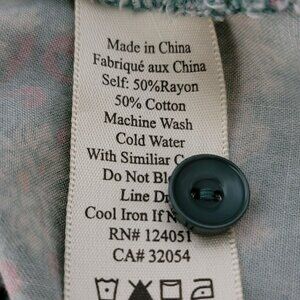 Made in China
Fabriqué aux China
Self: 50%Rayon
50% Cotton
Machine Wash
Cold Water
With Similiar
Do Not
Line
Cool Iron If
RN# 124051
CA# 32054